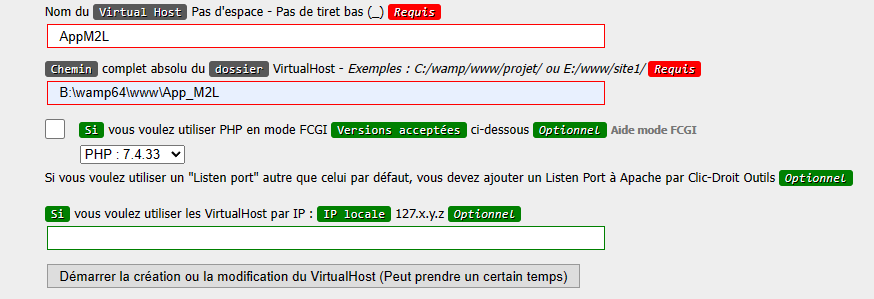 Nom du Virtual Host Pas d'espace - Pas de tiret bas (_) Requis
AppM2L
Chemin complet absolu du dossier VirtualHost - Exemples : C:/wamp/www/projet/ ou E:/www/site1/ Requis
B:\wamp64\www\App_M2L
Si vous voulez utiliser PHP en mode FCGI Versions acceptées ci-dessous Optionnel Aide mode FCGI
PHP : 7.4.33
Si vous voulez utiliser un "Listen port" autre que celui par défaut, vous devez ajouter un Listen Port à Apache par Clic-Droit Outils Optionnel
Si vous voulez utiliser les VirtualHost par IP : IP locale 127.x.y.z Optionnel
Démarrer la création ou la modification du VirtualHost (Peut prendre un certain temps)